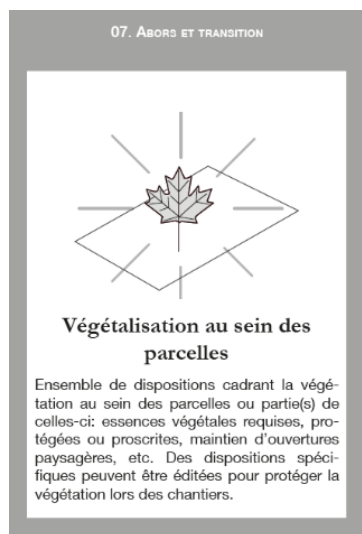 07. Abors et transition
Végétalisation au sein des
parcelles
Ensemble de dispositions cadrant la végé-
tation au sein des parcelles ou partie(s) de
celles-ci: essences végétales requises, pro-
tégées ou proscrites, maintien d'ouvertures
paysagères, etc. Des dispositions spéci-
fiques peuvent être éditées pour protéger la
végétation lors des chantiers.